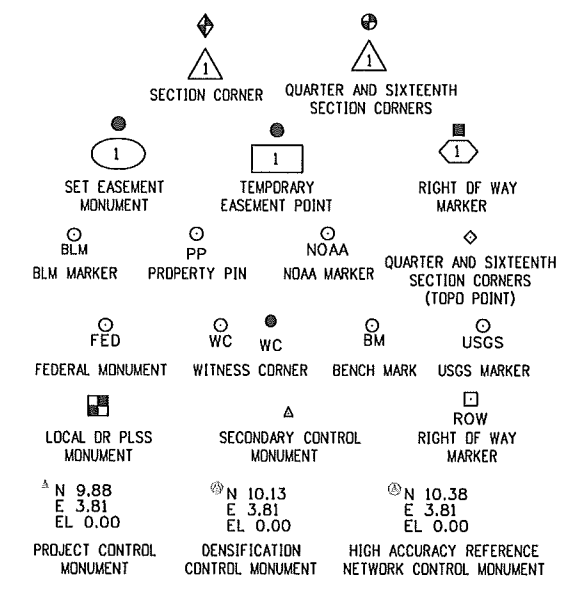 1
1
SECTION CORNER
QUARTER AND SIXTEENTH
SECTION CORNERS
1
1
1
SET EASEMENT
MONUMENT
TEMPORARY
EASEMENT POINT
RIGHT OF WAY
MARKER
BLM
BLM MARKER
PP
PROPERTY PIN
NOAA
NOAA MARKER
QUARTER AND SIXTEENTH
SECTION CORNERS
(TOPO POINT)
FED
FEDERAL MONUMENT
WC
WC
WITNESS CORNER
BM
BENCH MARK
USGS
USGS MARKER
LOCAL OR PLSS
MONUMENT
SECONDARY CONTROL
MONUMENT
ROW
RIGHT OF WAY
MARKER
N 9.88
E 3.81
EL 0.00
PROJECT CONTROL
MONUMENT
N 10.13
E 3.81
EL 0.00
DENSIFICATION
CONTROL MONUMENT
N 10.38
E 3.81
EL 0.00
HIGH ACCURACY REFERENCE
NETWORK CONTROL MONUMENT